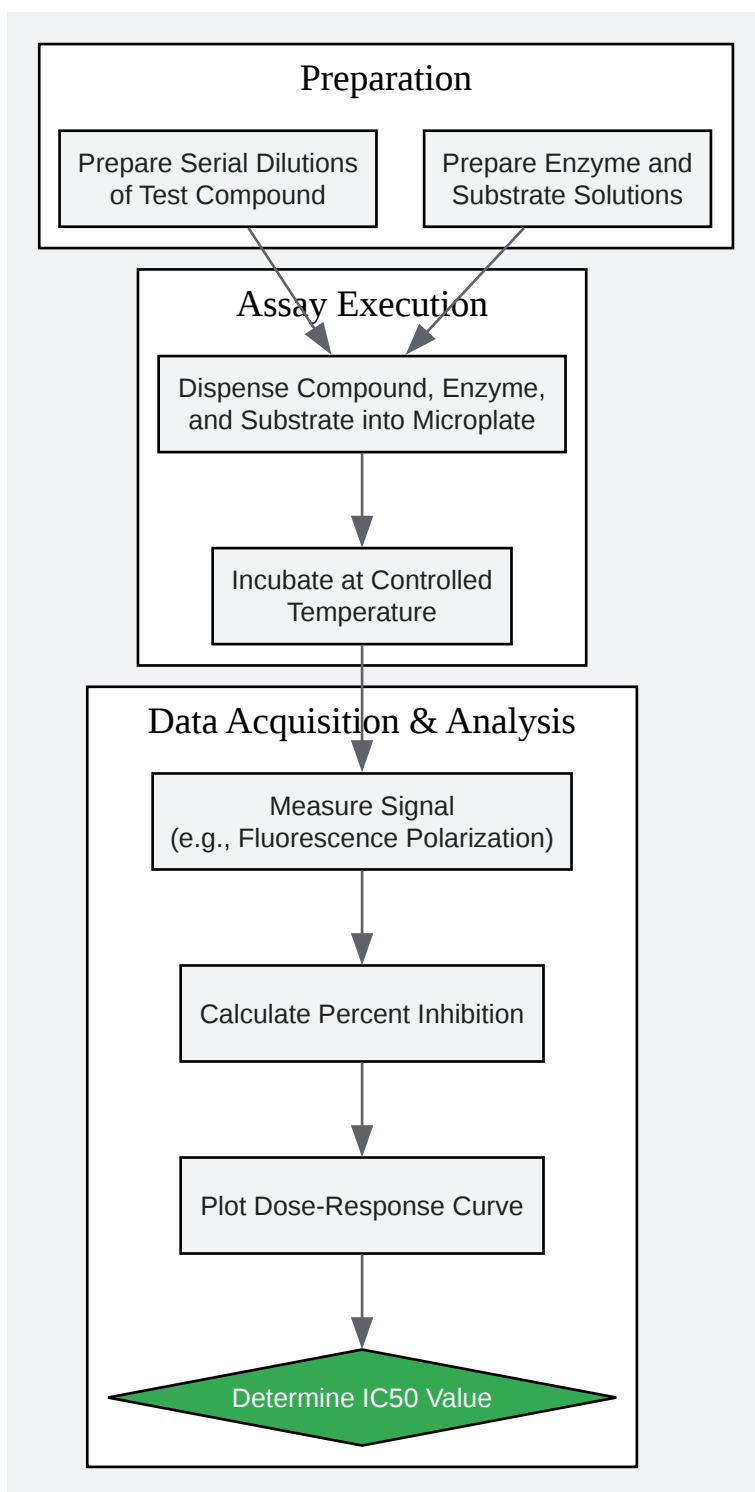 Preparation
Prepare Serial Dilutions
of Test Compound
Prepare Enzyme and
Substrate Solutions
Assay Execution
Dispense Compound, Enzyme,
and Substrate into Microplate
Incubate at Controlled
Temperature
Data Acquisition & Analysis
Measure Signal
(e.g., Fluorescence Polarization)
Calculate Percent Inhibition
Plot Dose-Response Curve
Determine IC50 Value